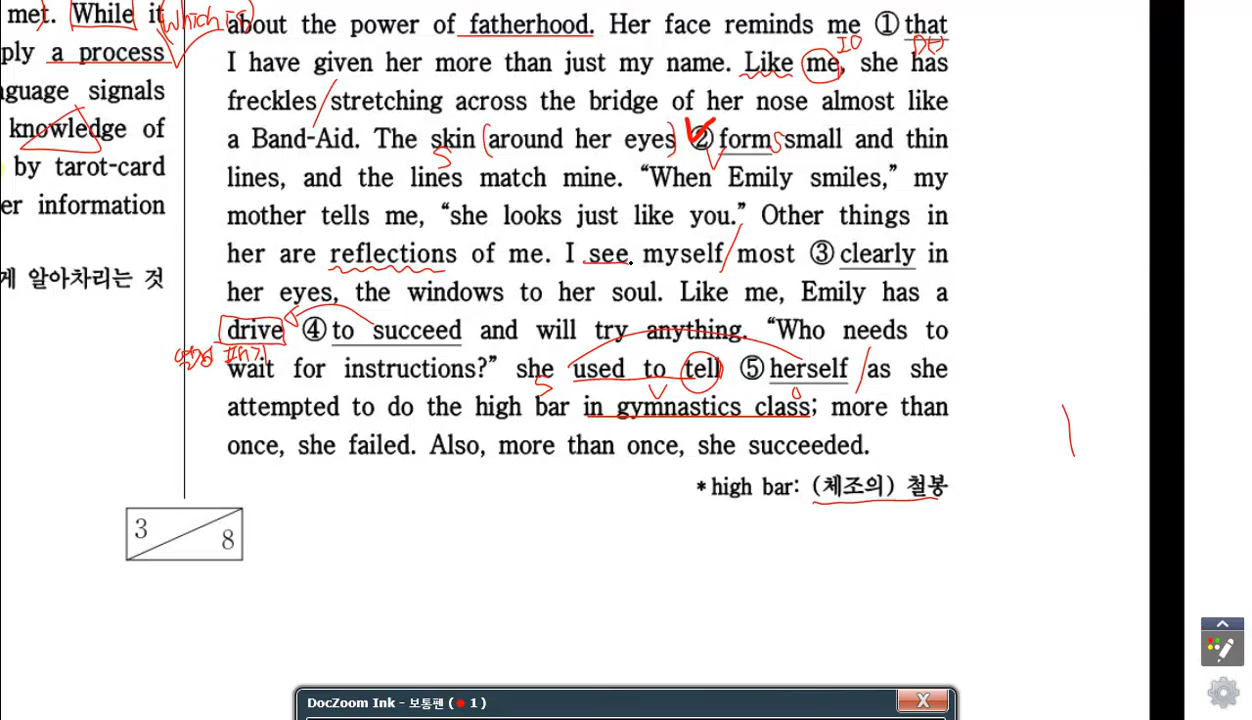 met. While it
ply a process
nguage signals
knowledge of
by tarot-card
er information
게 알아차리는 것
which is
about the power of fatherhood. Her face reminds me ① that
IO
I have given her more than just my name. Like me, she has
freckles stretching across the bridge of her nose almost like
a Band-Aid. The skin around her eyes ② form small and thin
S
S
V
lines, and the lines match mine. “When Emily smiles,” my
mother tells me, “she looks just like you.” Other things in
her are reflections of me. I see myself most ③ clearly in
her eyes, the windows to her soul. Like me, Emily has a
drive ④ to succeed and will try anything. “Who needs to
wait for instructions?” she used to tell ⑤ herself as she
S
V
O
attempted to do the high bar in gymnastics class; more than
once, she failed. Also, more than once, she succeeded.
*high bar: (체조의) 철봉
3
8
DocZoom Ink - 보통펜 ( 1 )
X